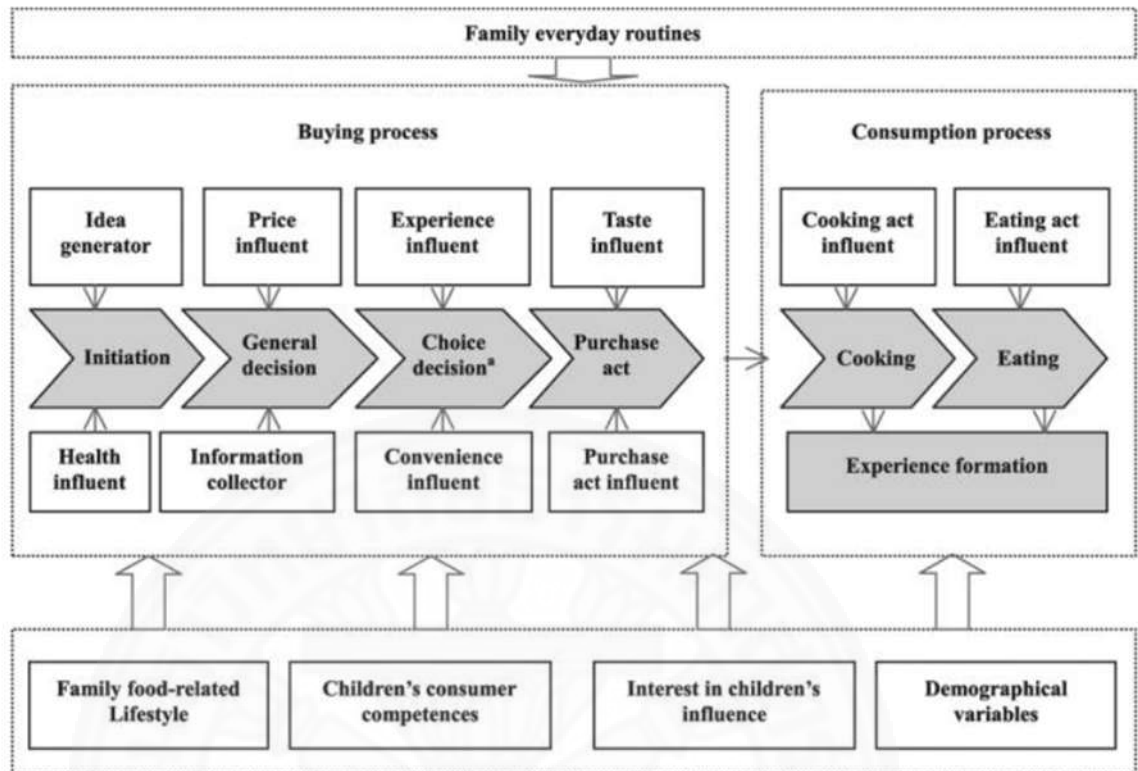 Family everyday routines
Buying process
Consumption process
Idea
generator
Price
influent
Experience
influent
Taste
influent
Cooking act
influent
Eating act
influent
Initiation
General
decision
Choice
decisionᵃ
Purchase
act
Cooking
Eating
Health
influent
Information
collector
Convenience
influent
Purchase
act influent
Experience formation
Family food-related
Lifestyle
Children's consumer
competences
Interest in children's
influence
Demographical
variables